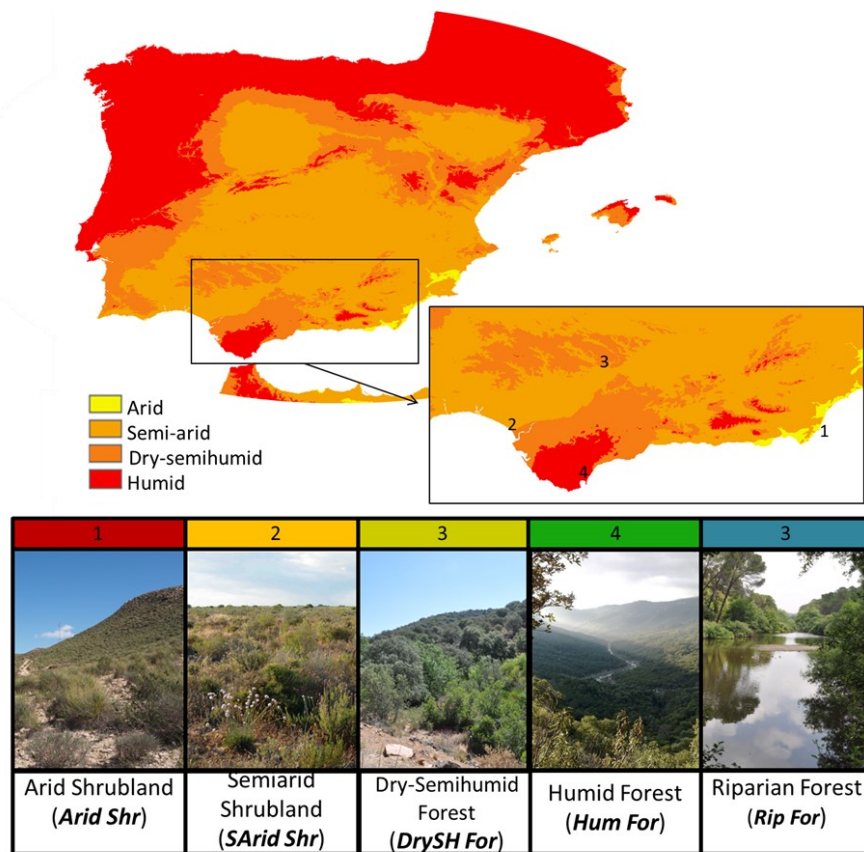 Arid
Semi-arid
Dry-semihumid
Humid
3
2
1
4
1 2 3 4 3
Arid Shrubland
(Arid Shr)
Semiarid
Shrubland
(SArid Shr)
Dry-Semihumid
Forest
(DrySH For)
Humid Forest
(Hum For)
Riparian Forest
(Rip For)